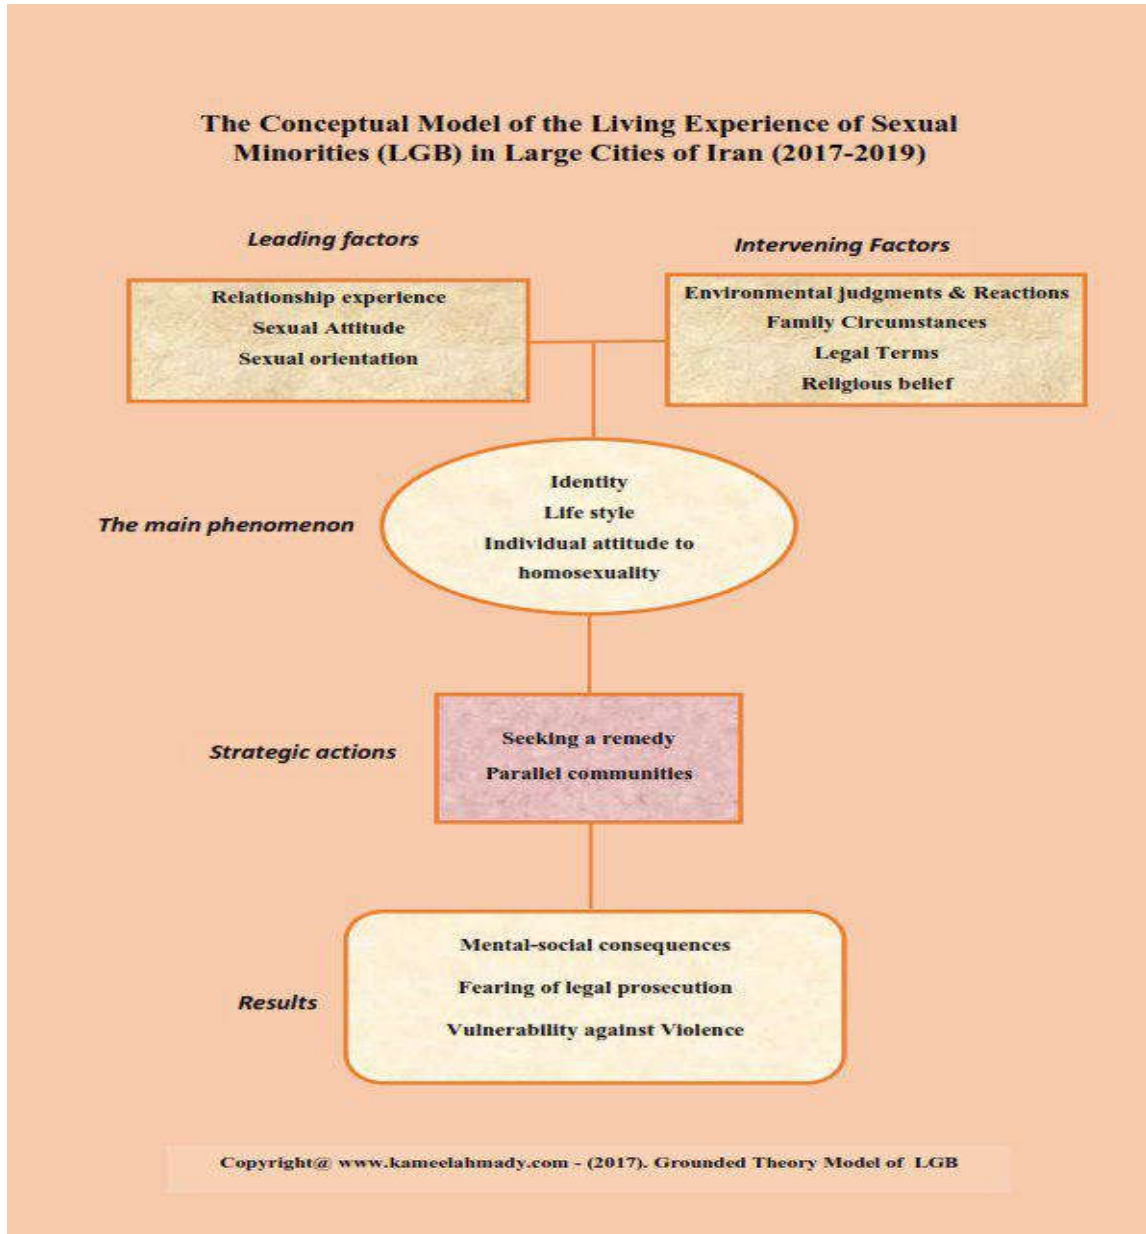 The Conceptual Model of the Living Experience of Sexual
Minorities (LGB) in Large Cities of Iran (2017-2019)
Leading factors
Relationship experience
Sexual Attitude
Sexual orientation
Intervening Factors
Environmental judgments & Reactions
Family Circumstances
Legal Terms
Religious belief
The main phenomenon
Identity
Life style
Individual attitude to
homosexuality
Strategic actions
Seeking a remedy
Parallel communities
Results
Mental-social consequences
Fearing of legal prosecution
Vulnerability against Violence
Copyright@ www.kameelahmady.com - (2017). Grounded Theory Model of LGB